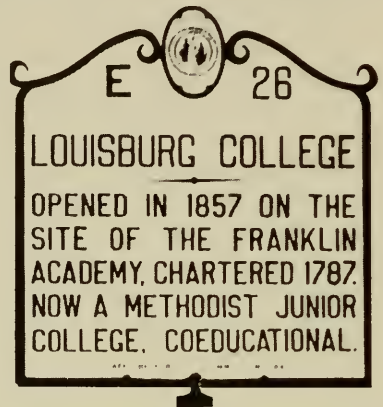 E 26
LOUISBURG COLLEGE
OPENED IN 1857 ON THE
SITE OF THE FRANKLIN
ACADEMY, CHARTERED 1787.
NOW A METHODIST JUNIOR
COLLEGE, COEDUCATIONAL.